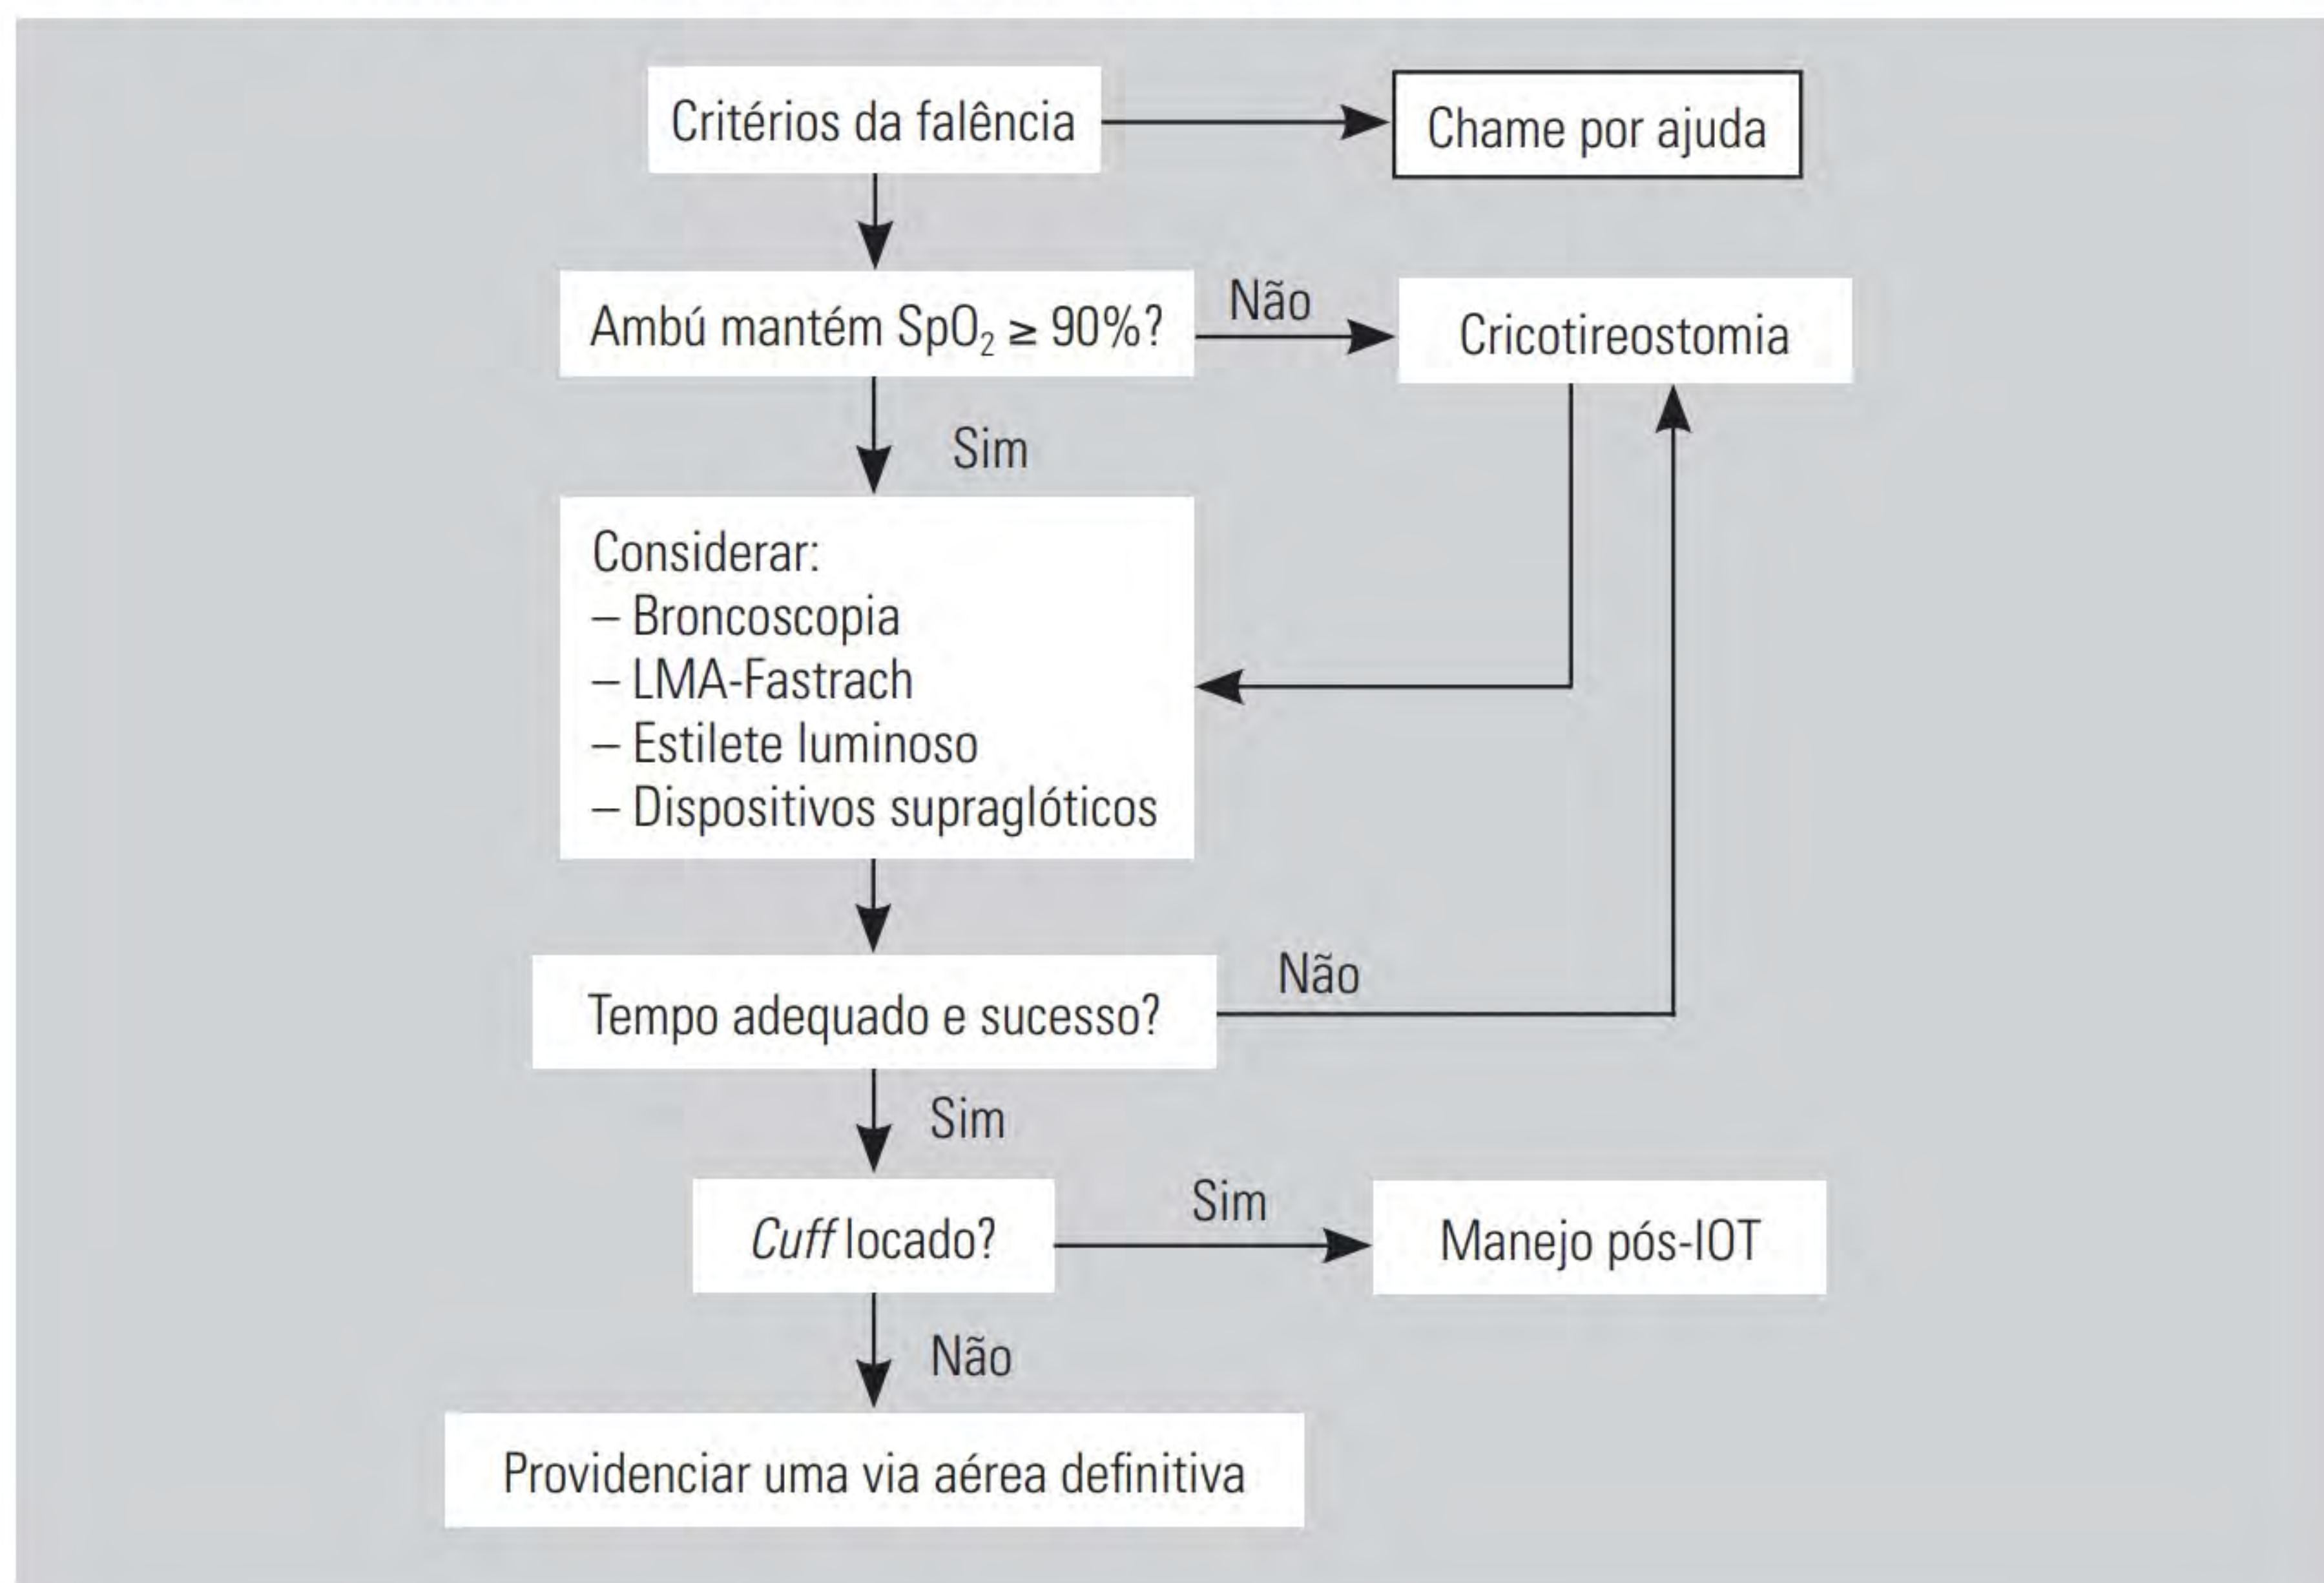 Critérios da falência
Chame por ajuda
Ambú mantém SpO₂ ≥ 90%?
Não
Cricotireostomia
Sim
Considerar:
– Broncoscopia
– LMA-Fastrach
– Estilete luminoso
– Dispositivos supraglóticos
Tempo adequado e sucesso?
Não
Sim
Cuff locado?
Sim
Manejo pós-IOT
Não
Providenciar uma via aérea definitiva